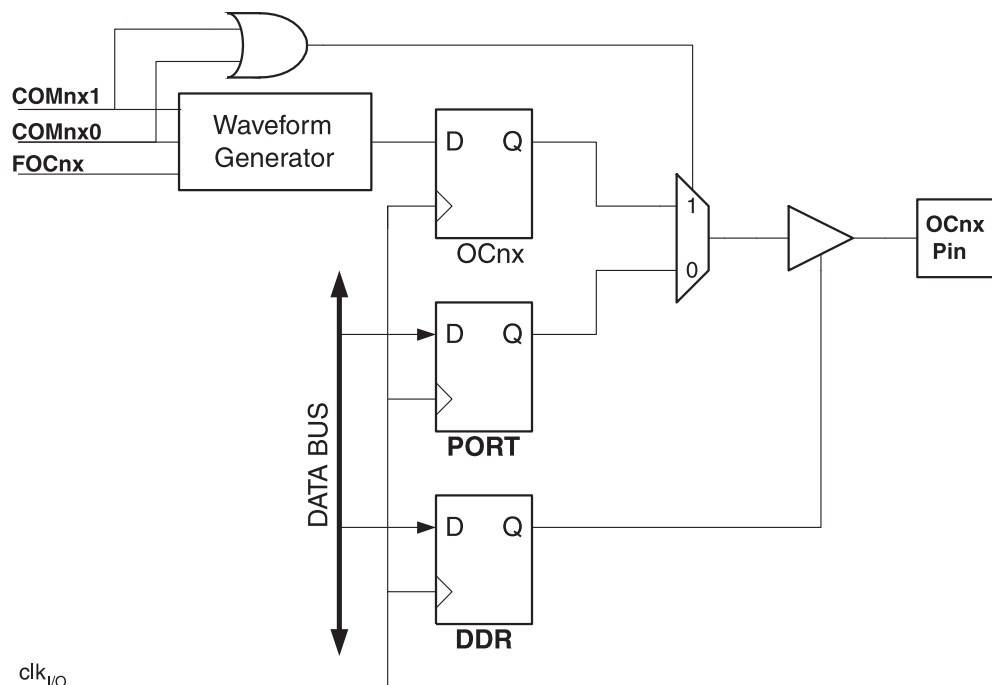 COMnx1
COMnx0
FOCnx
Waveform
Generator
D Q
OCnx
1
0
OCnx
Pin
D Q
PORT
DATA BUS
D Q
DDR
clkI/O